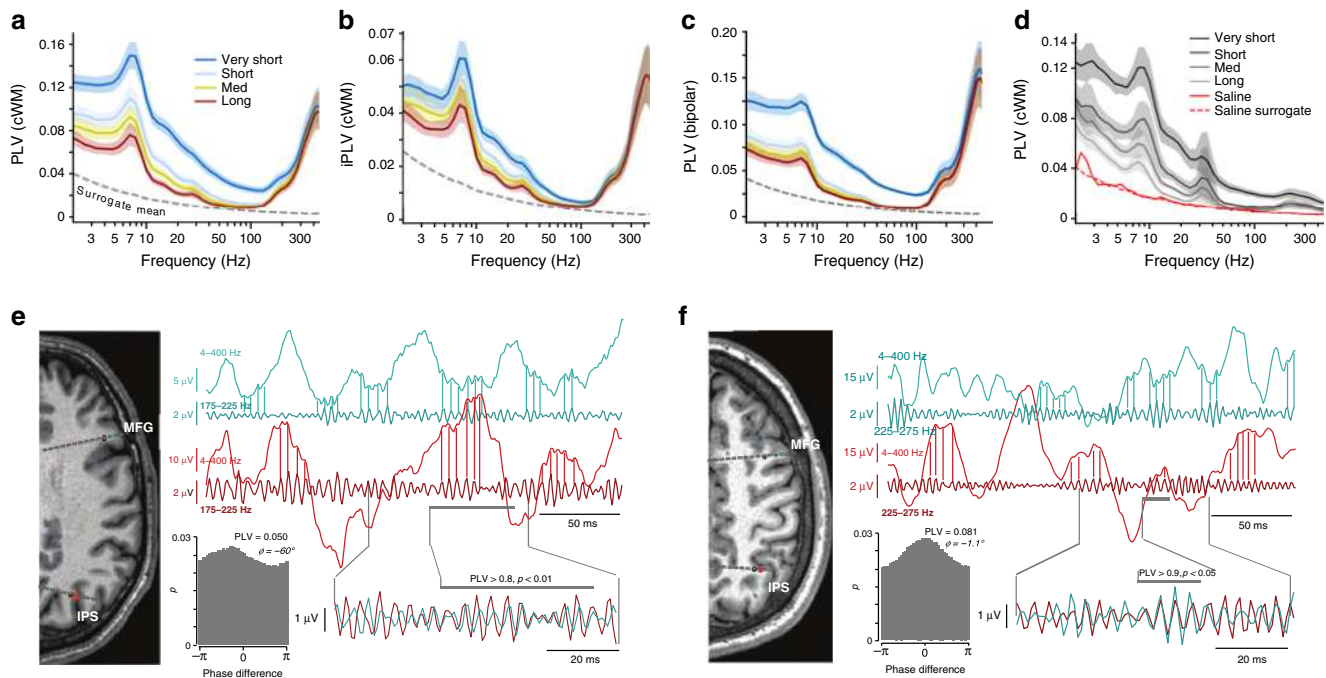 a
PLV (cWM)
0.16
0.12
0.08
0.04
0
Very short
Short
Med
Long
Surrogate mean
3 5 7 10 20 50 100 300
Frequency (Hz)
b
iPLV (cWM)
0.07
0.06
0.04
0.02
0
3 5 7 10 20 50 100 300
Frequency (Hz)
c
PLV (bipolar)
0.20
0.15
0.10
0.05
0
3 5 7 10 20 50 100 300
Frequency (Hz)
d
PLV (cWM)
0.14
0.12
0.08
0.04
0
Very short
Short
Med
Long
Saline
Saline surrogate
3 5 7 10 20 50 100 300
Frequency (Hz)
e
MFG
IPS
4–400 Hz
5 μV
175–225 Hz
2 μV
10 μV
4–400 Hz
2 μV
175–225 Hz
50 ms
PLV = 0.050
ϕ = –60°
0.03
p
0
–π 0 π
Phase difference
PLV > 0.8, p < 0.01
1 μV
20 ms
f
MFG
IPS
4–400 Hz
15 μV
2 μV
225–275 Hz
15 μV
4–400 Hz
2 μV
225–275 Hz
50 ms
PLV = 0.081
ϕ = –1.1°
0.03
p
0
–π 0 π
Phase difference
PLV > 0.9, p < 0.05
1 μV
20 ms